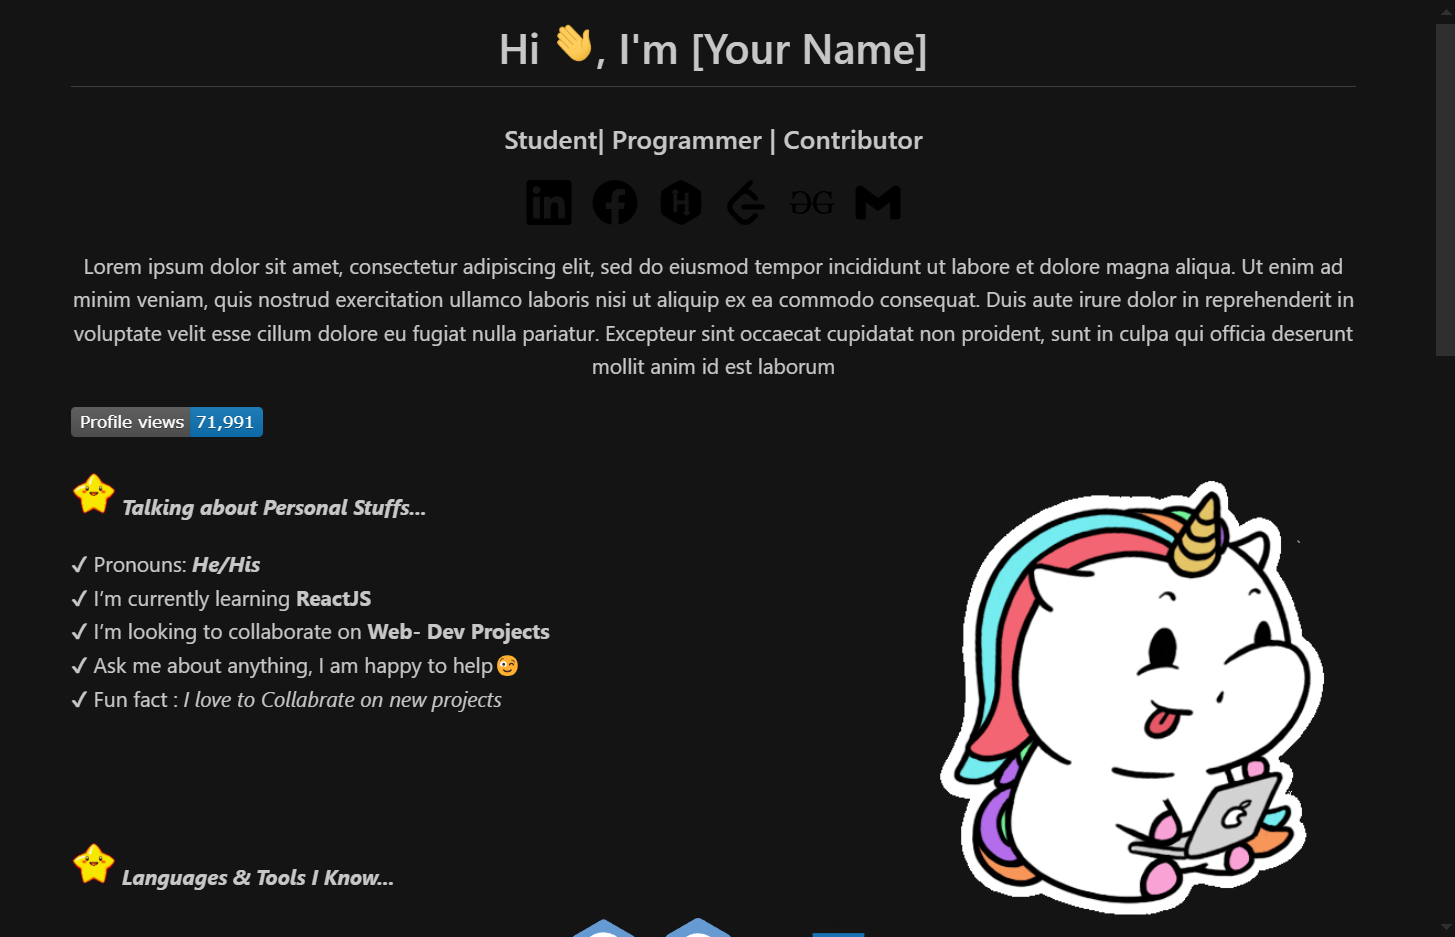 Hi 👋, I'm [Your Name]
Student| Programmer | Contributor
in
H
GG
Lorem ipsum dolor sit amet, consectetur adipiscing elit, sed do eiusmod tempor incididunt ut labore et dolore magna aliqua. Ut enim ad
minim veniam, quis nostrud exercitation ullamco laboris nisi ut aliquip ex ea commodo consequat. Duis aute irure dolor in reprehenderit in
voluptate velit esse cillum dolore eu fugiat nulla pariatur. Excepteur sint occaecat cupidatat non proident, sunt in culpa qui officia deserunt
mollit anim id est laborum
Profile views 71,991
Talking about Personal Stuffs...
✔ Pronouns: He/His
✔ I’m currently learning ReactJS
✔ I’m looking to collaborate on Web- Dev Projects
✔ Ask me about anything, I am happy to help😉
✔ Fun fact : I love to Collabrate on new projects
Languages & Tools I Know...